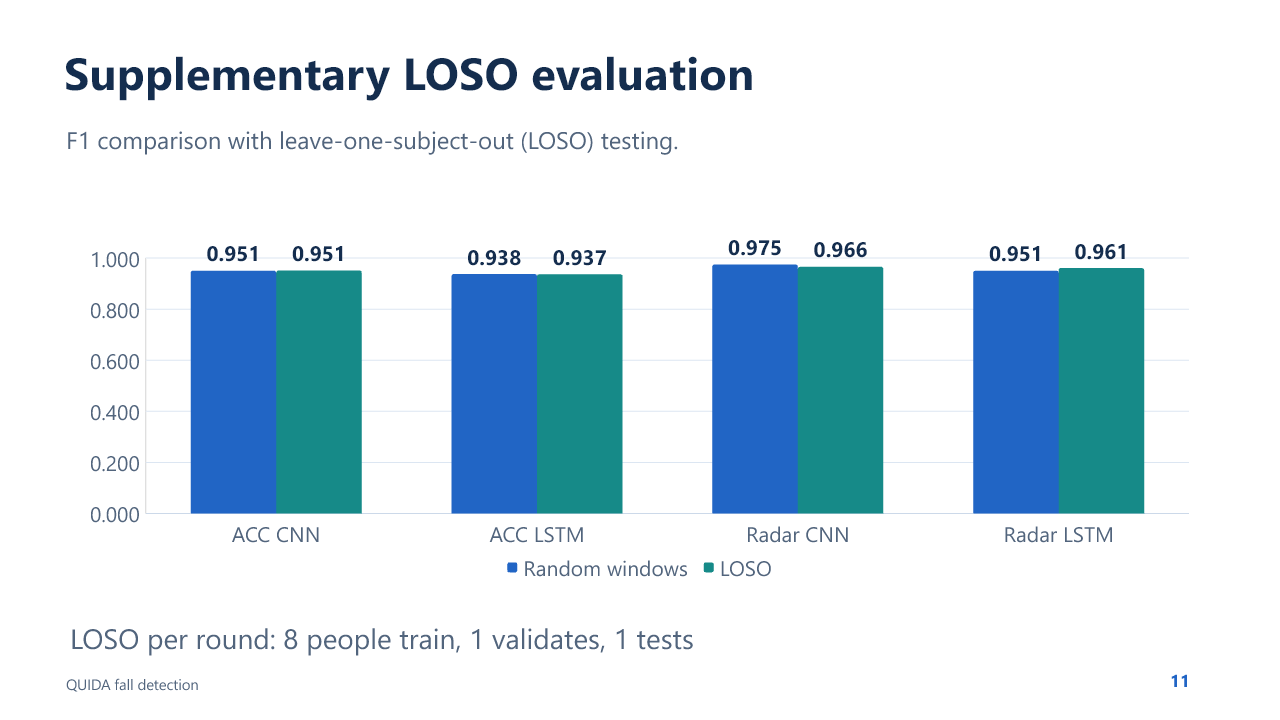 Supplementary LOSO evaluation
F1 comparison with leave-one-subject-out (LOSO) testing.
0.951 0.951 0.938 0.937 0.975 0.966 0.951 0.961
1.000
0.800
0.600
0.400
0.200
0.000
ACC CNN ACC LSTM Radar CNN Radar LSTM
Random windows LOSO
LOSO per round: 8 people train, 1 validates, 1 tests
QUIDA fall detection 11